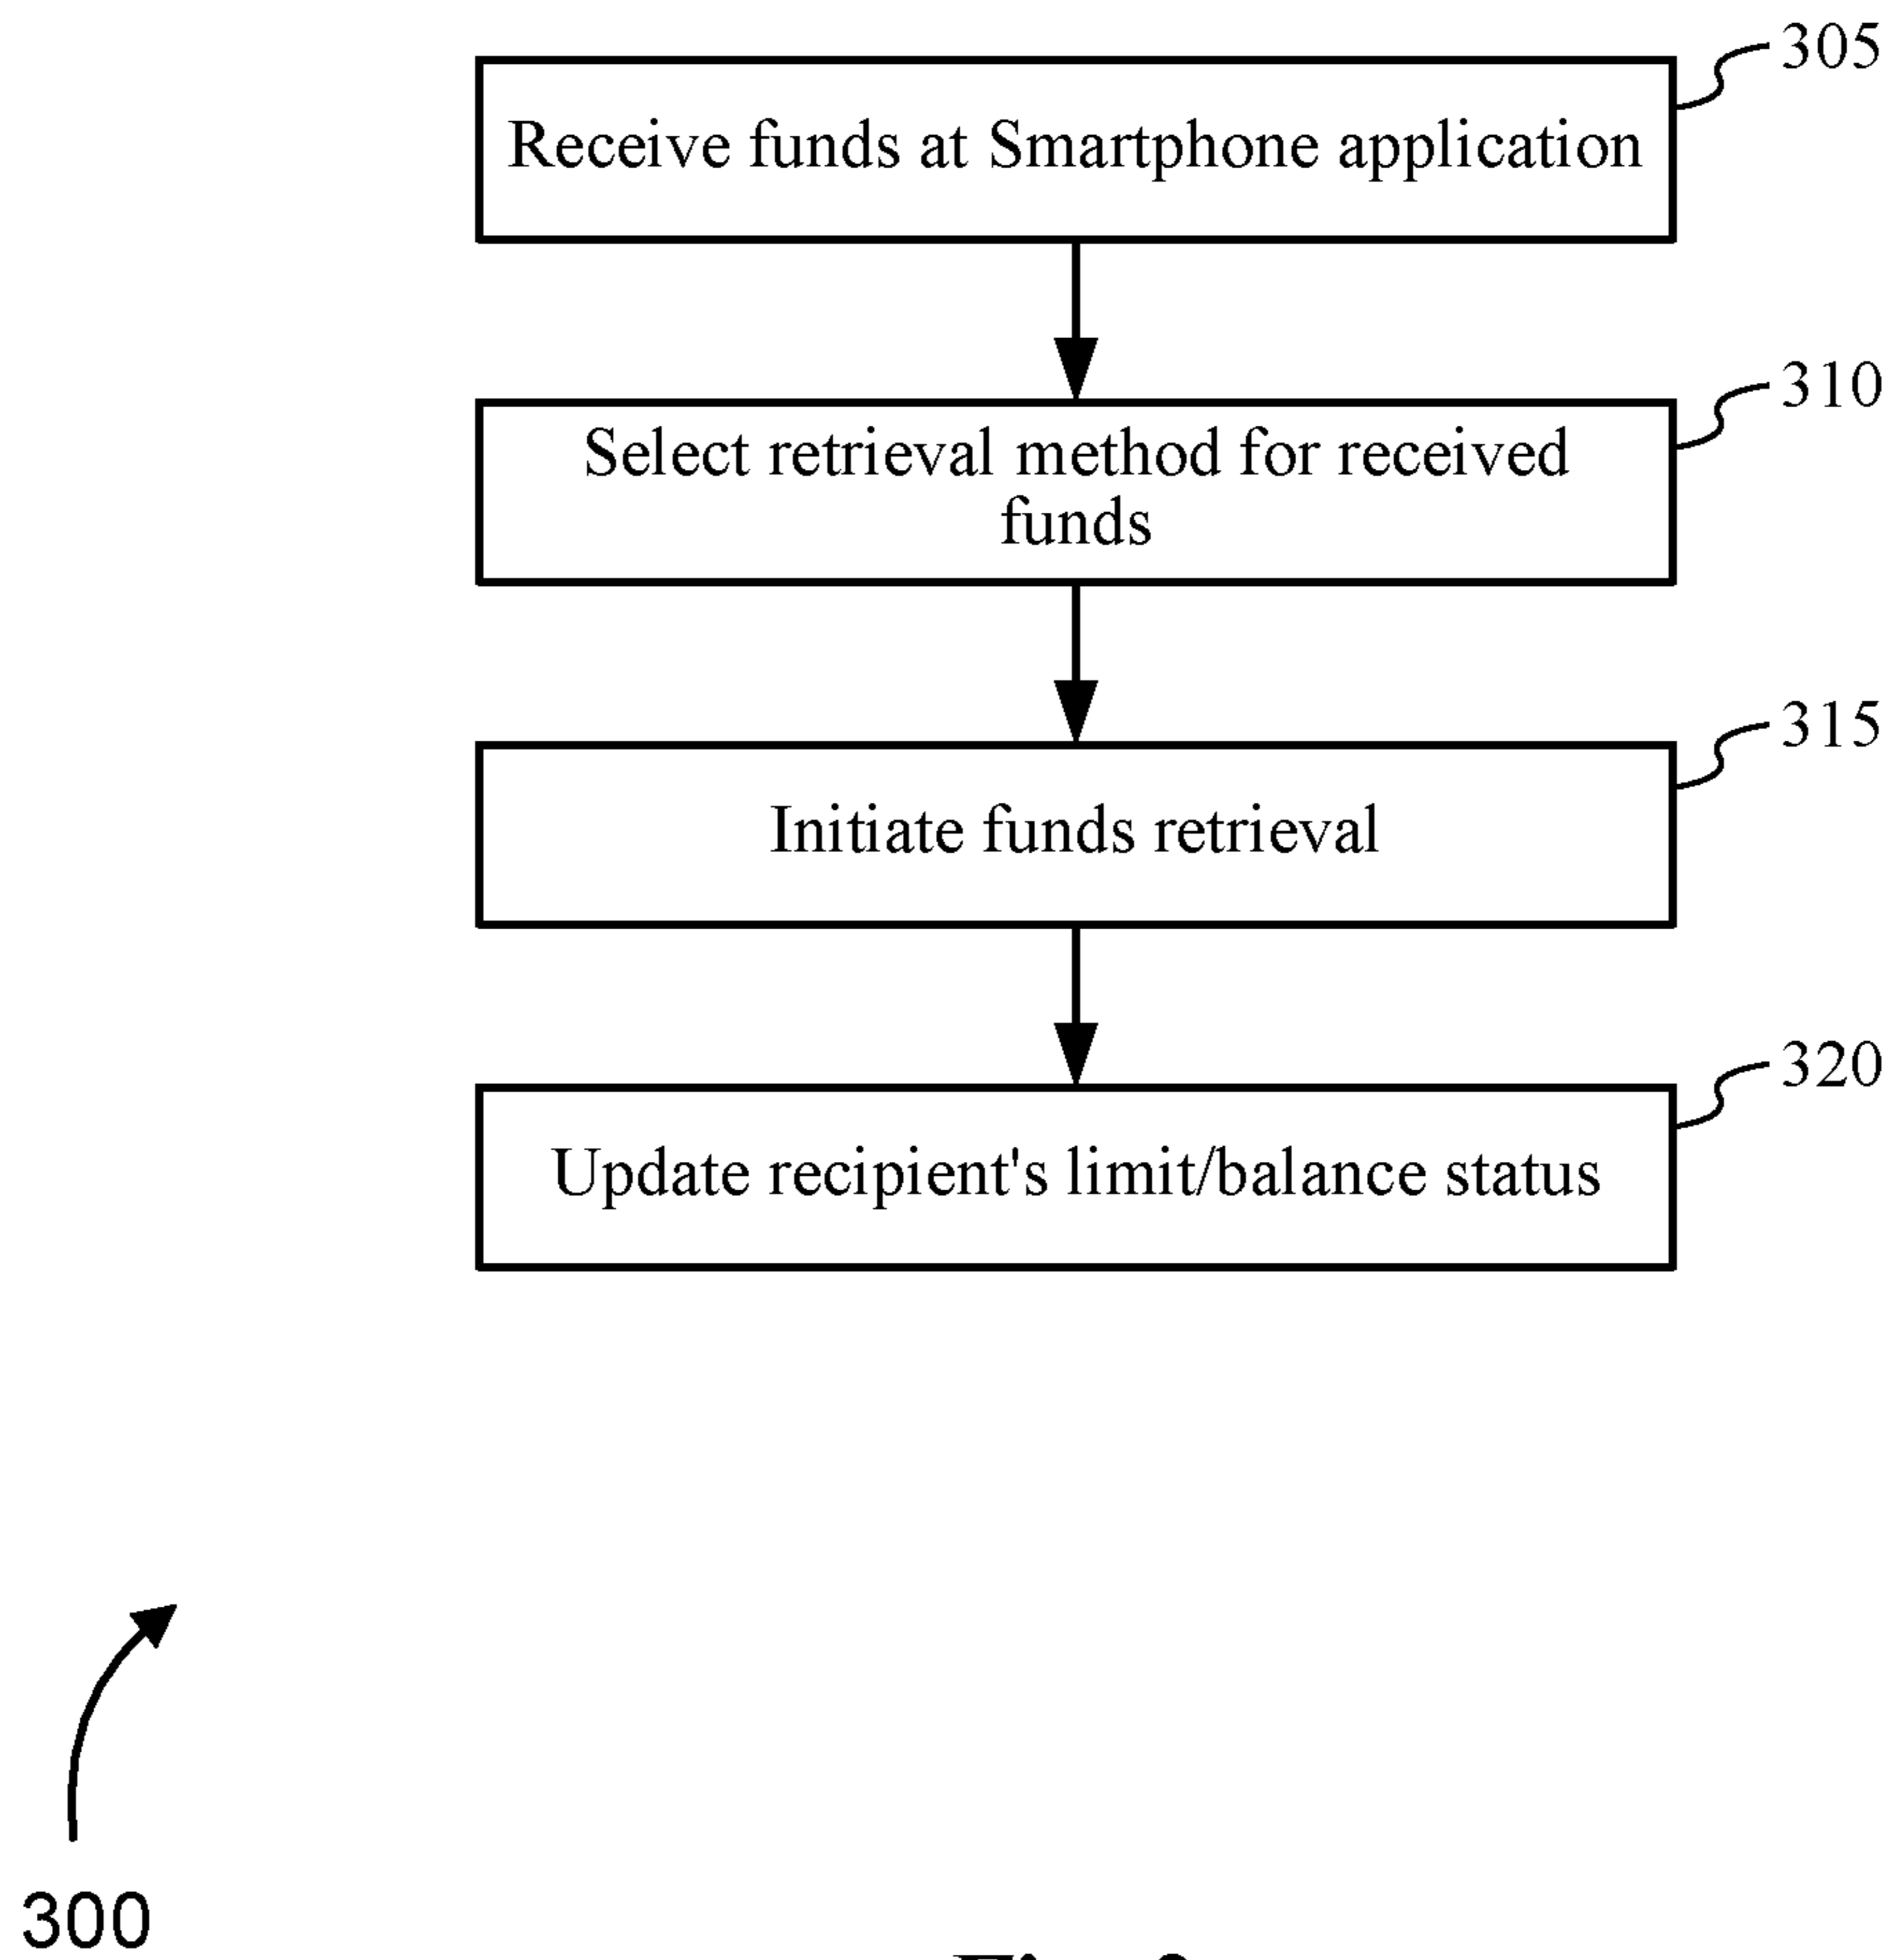 305
Receive funds at Smartphone application
310
Select retrieval method for received
funds
315
Initiate funds retrieval
320
Update recipient's limit/balance status
300